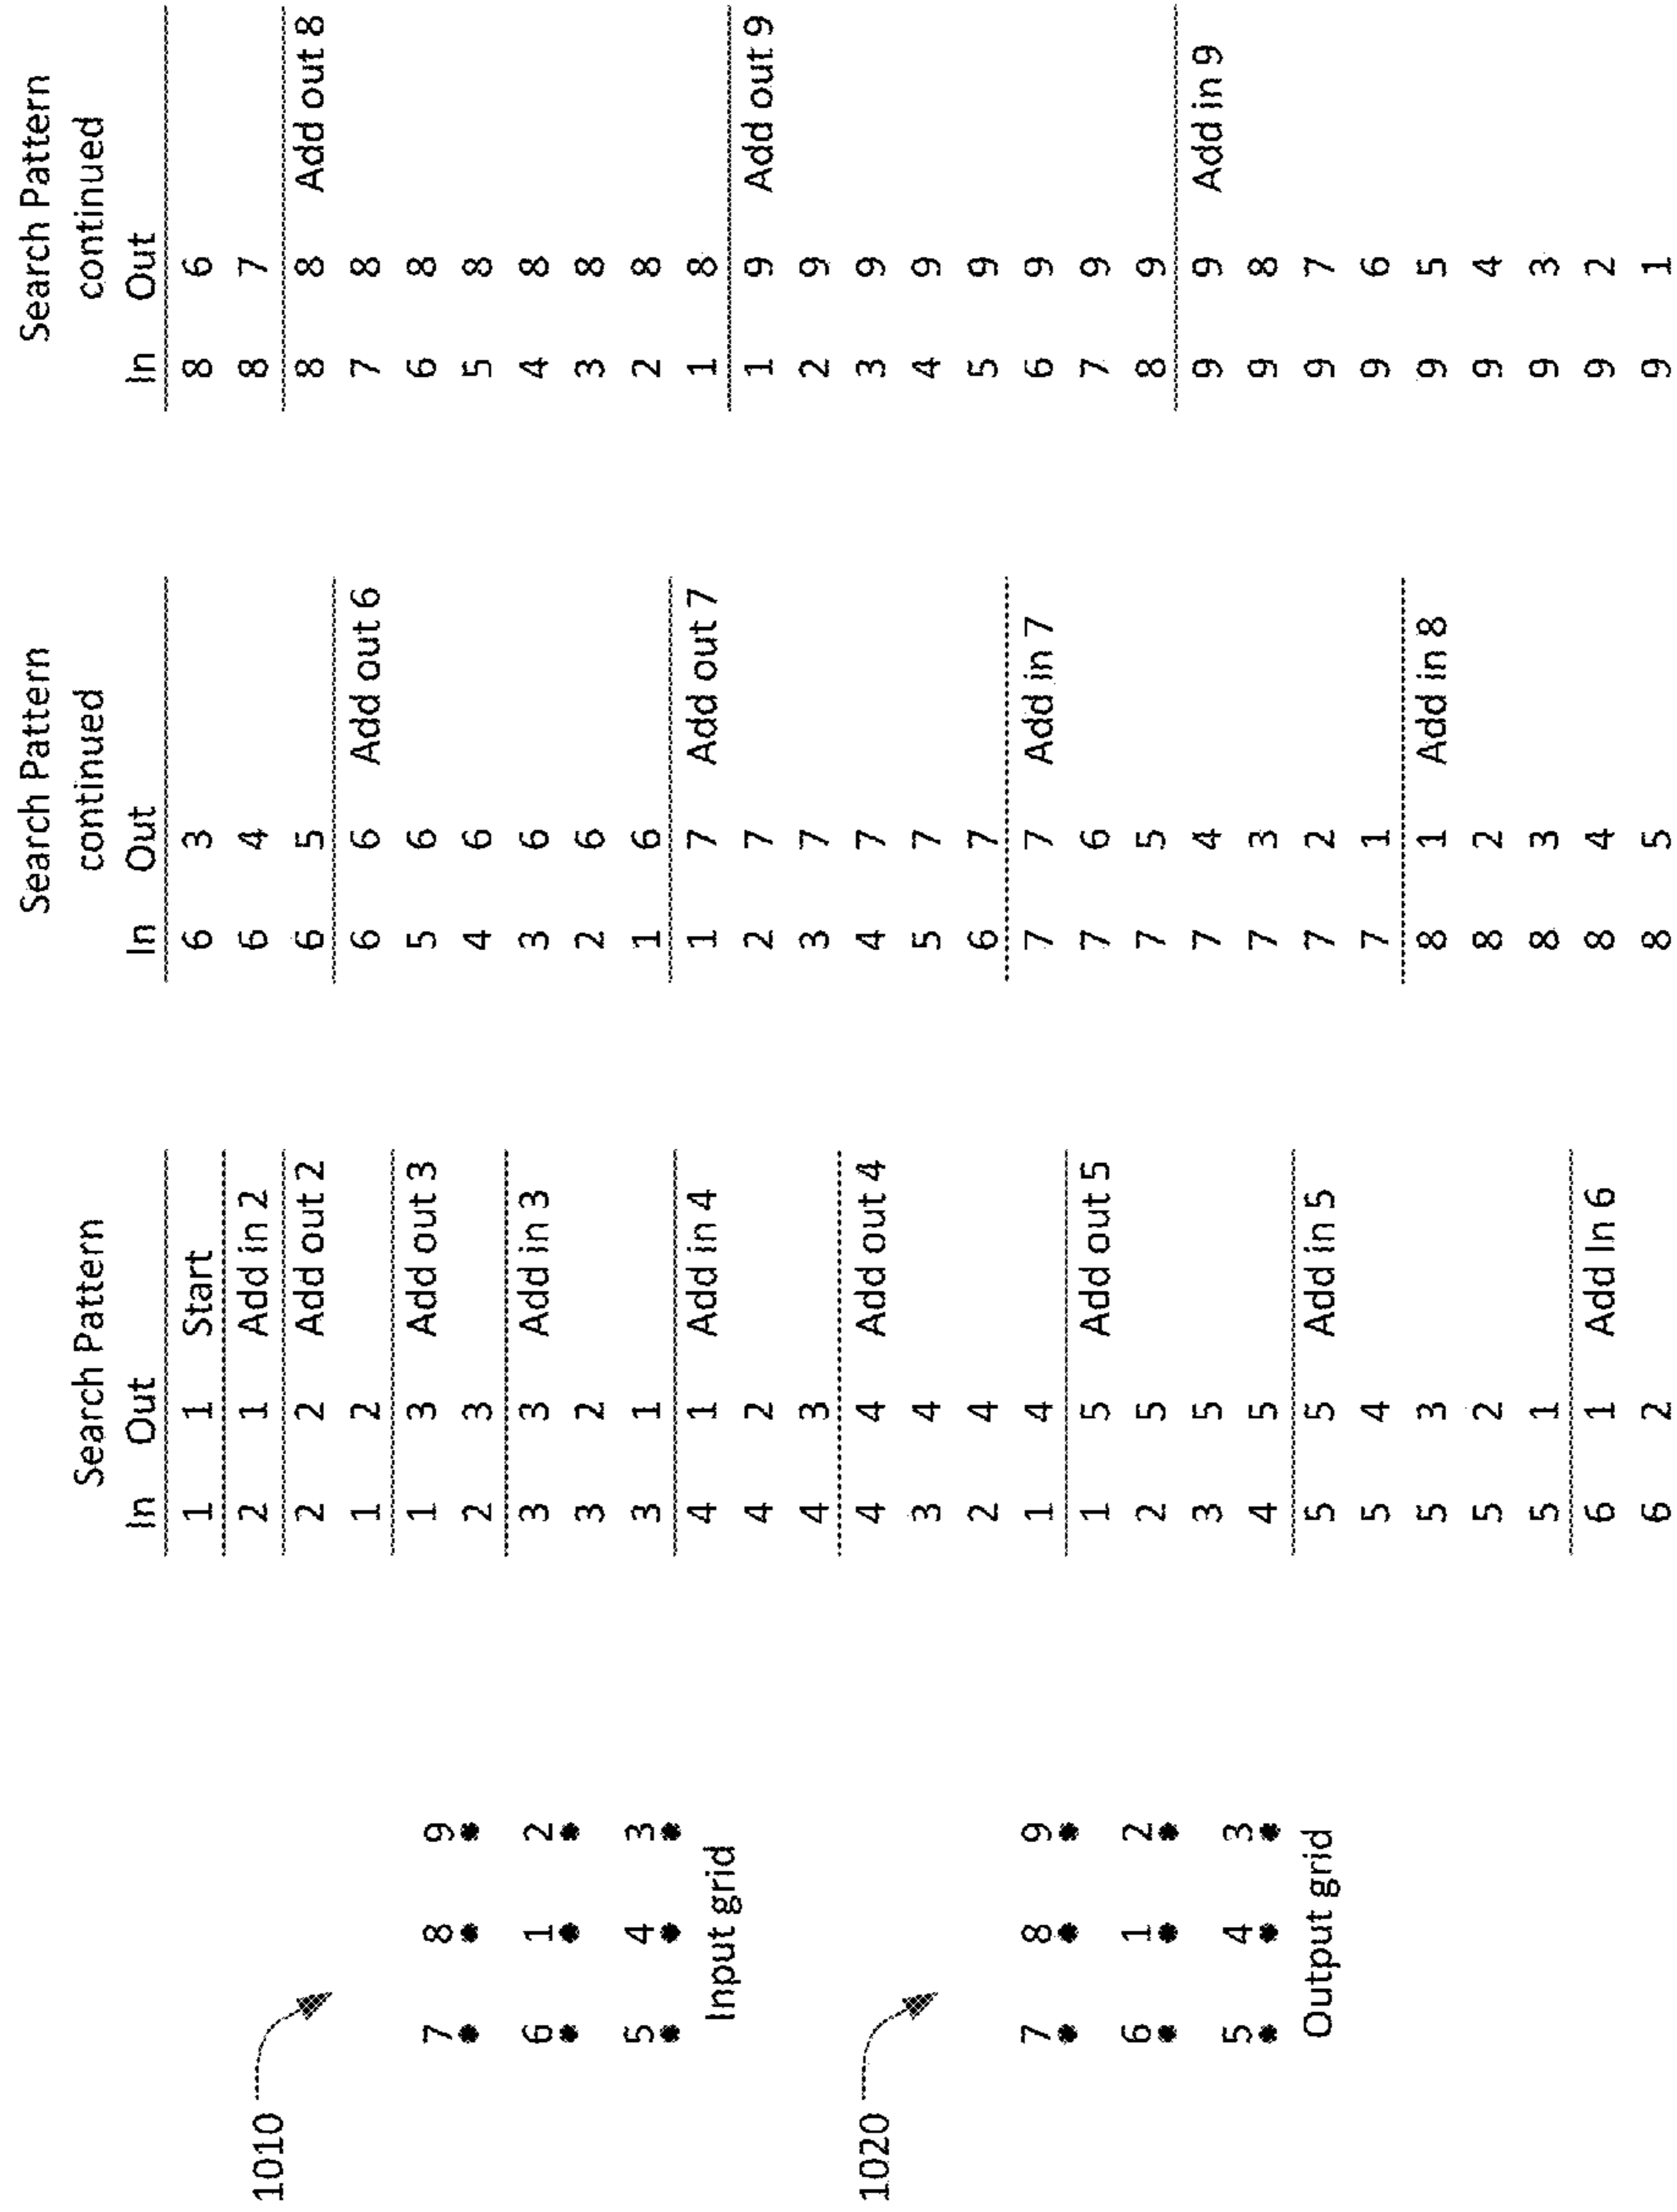 1010
7 8 9
6 1 2
5 4 3
Input grid
1020
7 8 9
6 1 2
5 4 3
Output grid
Search Pattern
In Out
1 1 Start
2 1 Add in 2
2 2 Add out 2
1 2
1 3 Add out 3
2 3
3 3 Add in 3
3 2
3 1
4 1 Add in 4
4 2
4 3
4 4 Add out 4
3 4
2 4
1 4
1 5 Add out 5
2 5
3 5
4 5
5 5 Add in 5
5 4
5 3
5 2
5 1
6 1 Add In 6
6 2
Search Pattern
continued
In Out
6 3
6 4
6 5
6 6 Add out 6
5 6
4 6
3 6
2 6
1 6
1 7 Add out 7
2 7
3 7
4 7
5 7
6 7
7 7 Add in 7
7 6
7 5
7 4
7 3
7 2
7 1
8 1 Add in 8
8 2
8 3
8 4
8 5
Search Pattern
continued
In Out
8 6
8 7
8 8 Add out 8
7 8
6 8
5 8
4 8
3 8
2 8
1 8
1 9 Add out 9
2 9
3 9
4 9
5 9
6 9
7 9
8 9
9 9 Add in 9
9 8
9 7
9 6
9 5
9 4
9 3
9 2
9 1